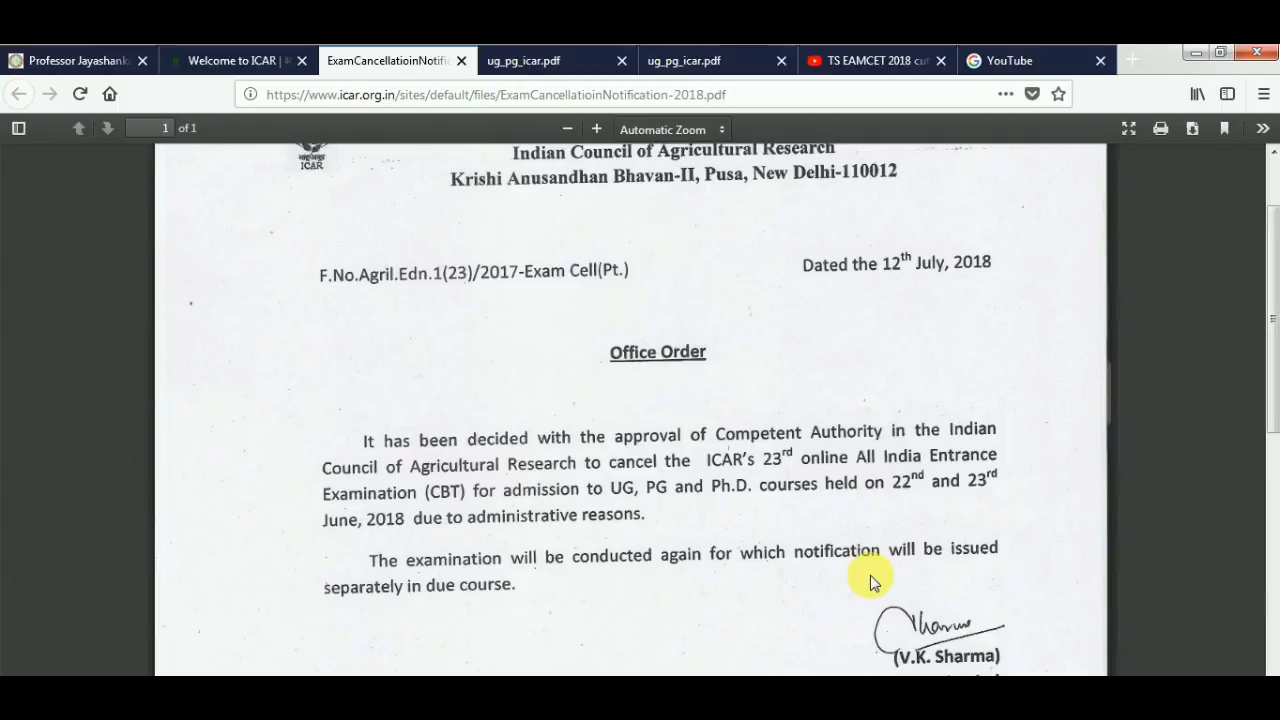 Professor Jayashank
Welcome to ICAR |
ExamCancellatioinNotifi
ug_pg_icar.pdf
ug_pg_icar.pdf
TS EAMCET 2018 cut
YouTube
https://www.icar.org.in/sites/default/files/ExamCancellatioinNotification-2018.pdf
1 of 1
Automatic Zoom
ICAR
Indian Council of Agricultural Research
Krishi Anusandhan Bhavan-II, Pusa, New Delhi-110012
F.No.Agril.Edn.1(23)/2017-Exam Cell(Pt.)
Dated the 12th July, 2018
Office Order
It has been decided with the approval of Competent Authority in the Indian
Council of Agricultural Research to cancel the ICAR's 23rd online All India Entrance
Examination (CBT) for admission to UG, PG and Ph.D. courses held on 22nd and 23rd
June, 2018 due to administrative reasons.
The examination will be conducted again for which notification will be issued
separately in due course.
(V.K. Sharma)